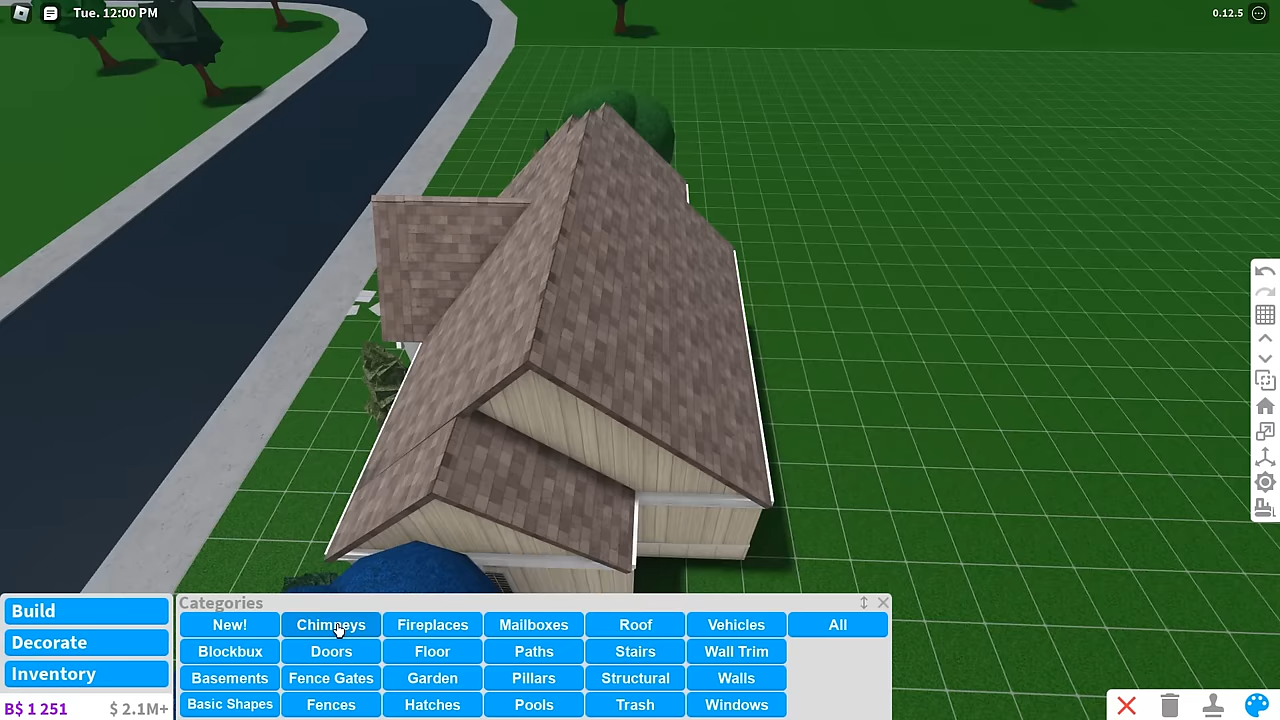 Tue. 12:00 PM
0.12.5
Build
Decorate
Inventory
B$ 1 251
$ 2.1M+
Categories
New! Chimneys Fireplaces Mailboxes Roof Vehicles All
Blockbux Doors Floor Paths Stairs Wall Trim
Basements Fence Gates Garden Pillars Structural Walls
Basic Shapes Fences Hatches Pools Trash Windows